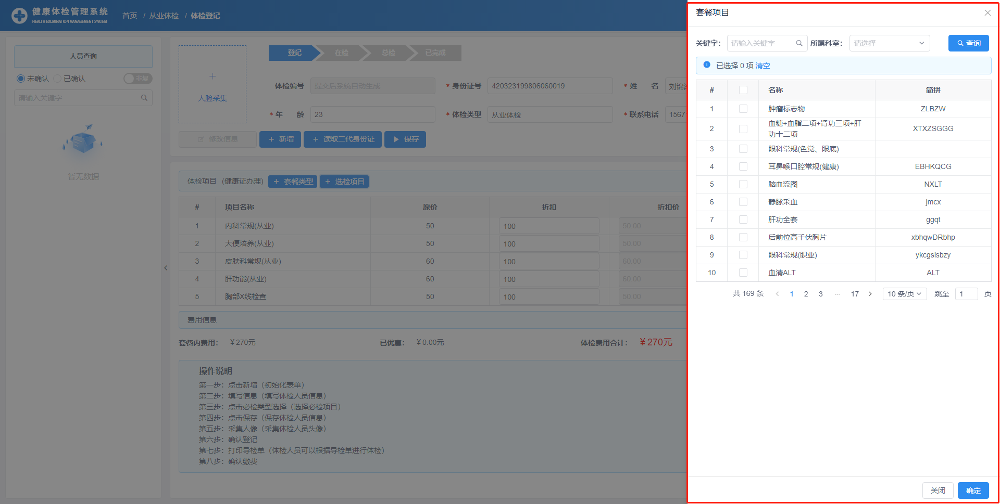 健康体检管理系统
HEALTH EXCMINATION MANAGEMENT SYATEM
首页 / 从业体检 / 体检登记
人员查询
未确认 已确认 非复
请输入关键字
暂无数据
人脸采集
登记 在检 总检 已完成
体检编号 提交后系统自动生成 * 身份证号 420323199806060019 * 姓 名 刘锦
* 年 龄 23 * 体检类型 从业体检 * 联系电话 1567
修改信息 + 新增 + 读取二代身份证 保存
体检项目 (健康证办理) + 套餐类型 + 选检项目
# 项目名称 原价 折扣 折扣价
1 内科常规(从业) 50 100 50.00
2 大便培养(从业) 50 100 50.00
3 皮肤科常规(从业) 60 100 60.00
4 肝功能(从业) 60 100 60.00
5 胸部X线检查 50 100 50.00
费用信息
套餐内费用： ¥270元 已优惠： ¥0.00元 体检费用合计： ¥270元
操作说明
第一步：点击新增（初始化表单）
第二步：填写信息（填写体检人员信息）
第三步：点击必检类型选择（选择必检项目）
第四步：点击保存（保存体检人员信息）
第五步：采集人像（采集体检人员头像）
第六步：确认登记
第七步：打印导检单（体检人员可以根据导检单进行体检）
第八步：确认缴费
套餐项目
关键字： 请输入关键字 所属科室： 请选择 查询
已选择 0 项 清空
# 名称 简拼
1 肿瘤标志物 ZLBZW
2 血糖+血脂二项+肾功三项+肝
功十二项 XTXZSGGG
3 眼科常规(色觉、眼底)
4 耳鼻喉口腔常规(健康) EBHKQCG
5 脑血流图 NXLT
6 静脉采血 jmcx
7 肝功全套 ggqt
8 后前位高千伏胸片 xbhqwDRbhp
9 眼科常规(职业) ykcgslsbzy
10 血清ALT ALT
共 169 条 < 1 2 3 ··· 17 > 10 条/页 跳至 1 页
关闭 确定